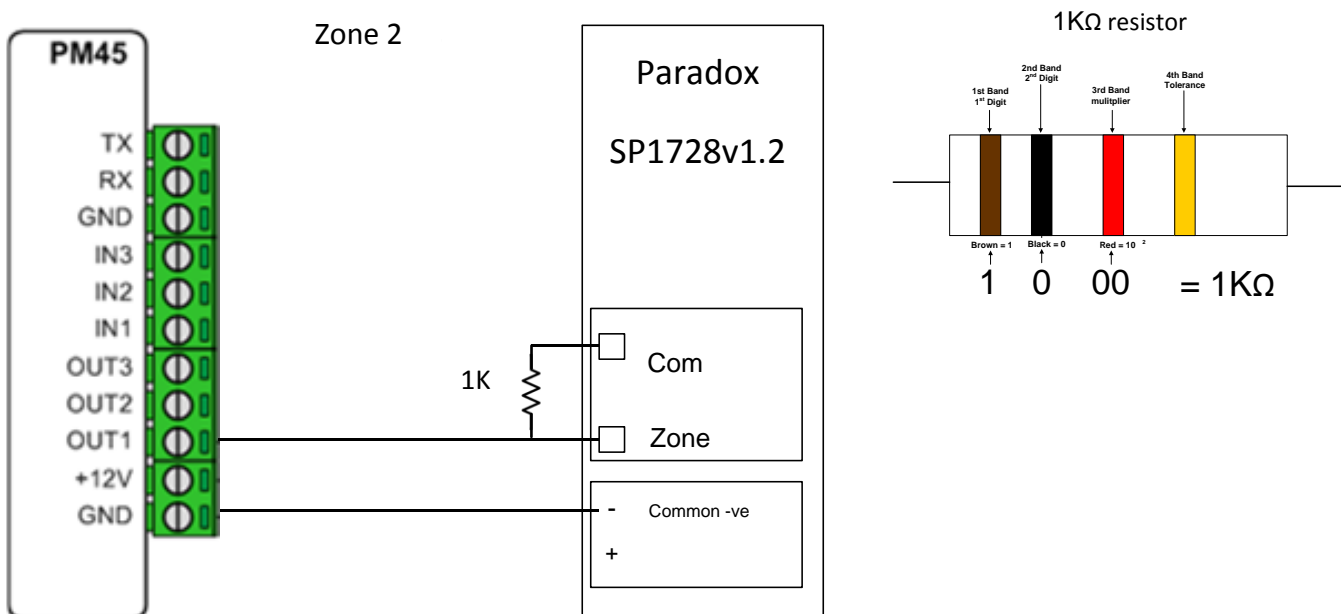 PM45
TX
RX
GND
IN3
IN2
IN1
OUT3
OUT2
OUT1
+12V
GND
Zone 2
1K
Paradox
SP1728v1.2
Com
Zone
- Common -ve
+
1KΩ resistor
1st Band
1st Digit
2nd Band
2nd Digit
3rd Band
mulitplier
4th Band
Tolerance
Brown = 1
Black = 0
Red = 10 2
1 0 00 = 1KΩ